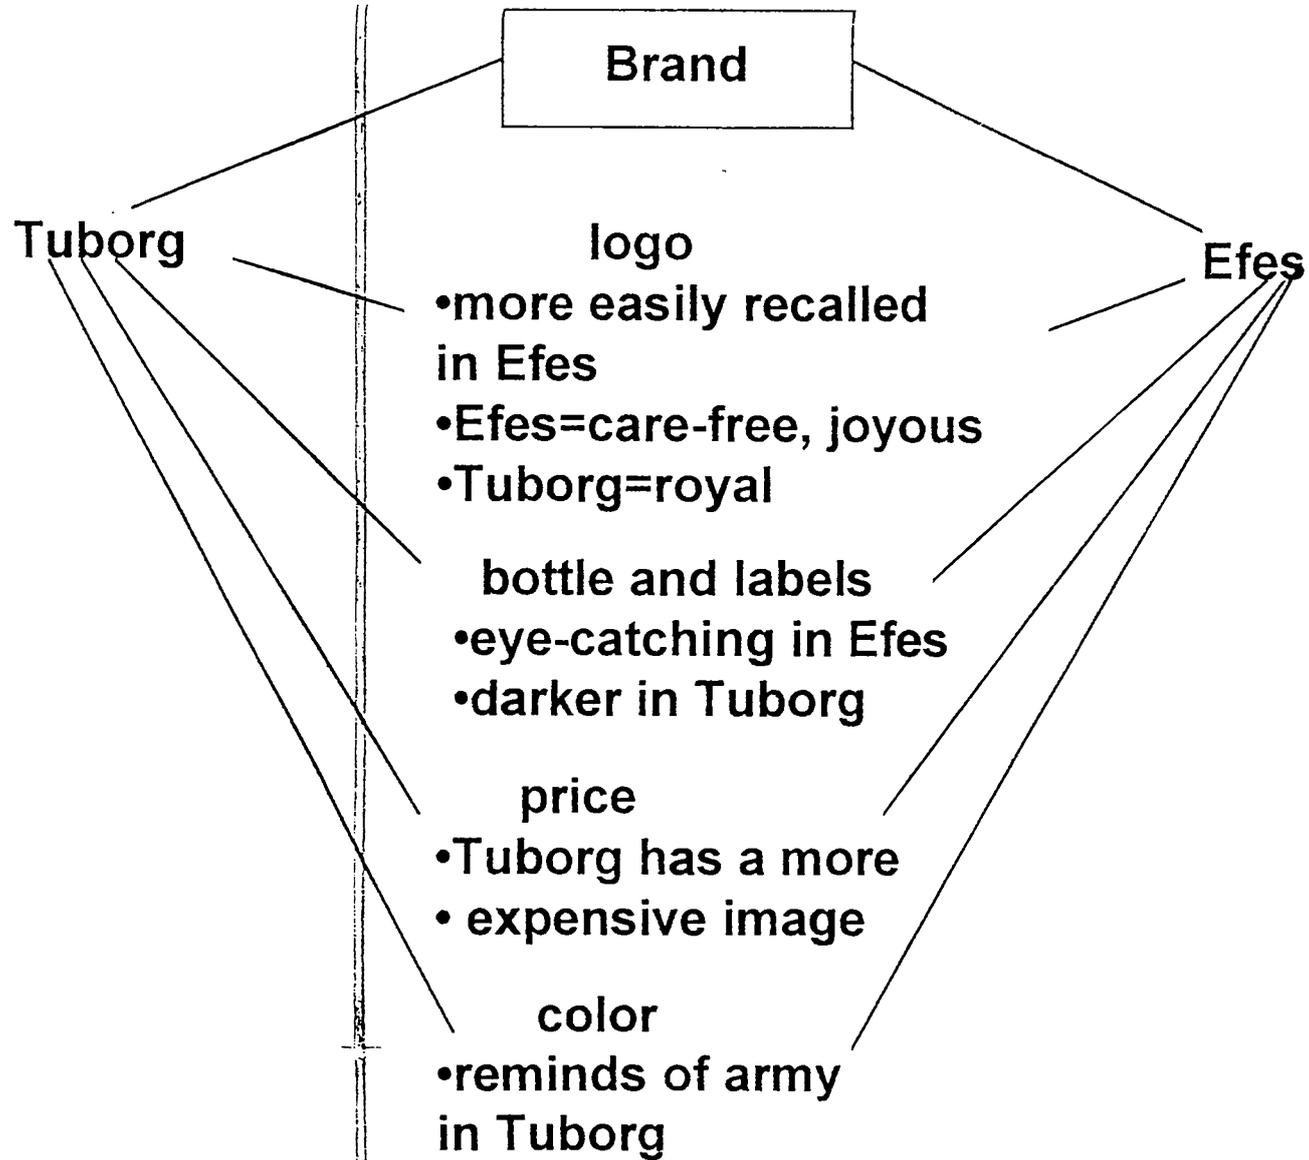 Brand
Tuborg
Efes
logo
•more easily recalled
in Efes
•Efes=care-free, joyous
•Tuborg=royal
bottle and labels
•eye-catching in Efes
•darker in Tuborg
price
•Tuborg has a more
• expensive image
color
•reminds of army
in Tuborg